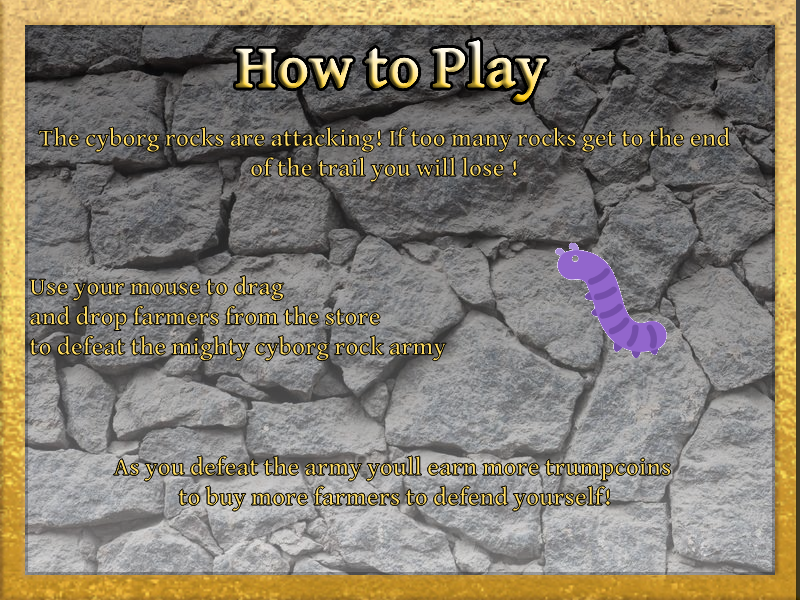 How to Play
The cyborg rocks are attacking! If too many rocks get to the end
of the trail you will lose !
Use your mouse to drag
and drop farmers from the store
to defeat the mighty cyborg rock army
As you defeat the army youll earn more trumpcoins
to buy more farmers to defend yourself!